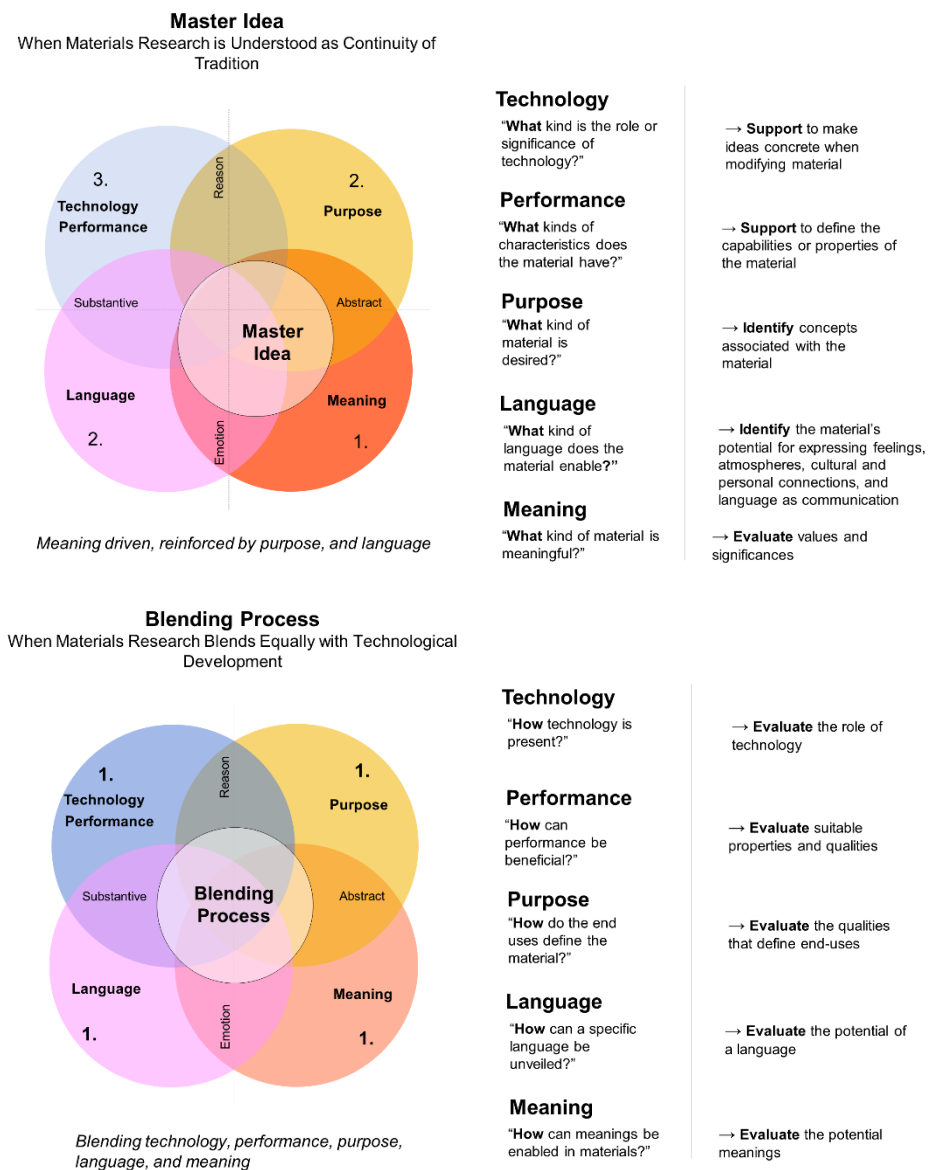 Master Idea
When Materials Research is Understood as Continuity of
Tradition
3.
Technology
Performance
Reason
2.
Purpose
Substantive
Abstract
Master
Idea
Language
2.
Emotion
Meaning
1.
Meaning driven, reinforced by purpose, and language
Technology
“What kind is the role or
significance of
technology?”
→ Support to make
ideas concrete when
modifying material
Performance
“What kinds of
characteristics does
the material have?”
→ Support to define the
capabilities or properties of
the material
Purpose
“What kind of
material is
desired?”
→ Identify concepts
associated with the
material
Language
“What kind of
language does the
material enable?”
→ Identify the material’s
potential for expressing feelings,
atmospheres, cultural and
personal connections, and
language as communication
Meaning
“What kind of material is
meaningful?”
→ Evaluate values and
significances
Blending Process
When Materials Research Blends Equally with Technological
Development
1.
Technology
Performance
Reason
1.
Purpose
Substantive
Abstract
Blending
Process
Language
1.
Emotion
Meaning
1.
Blending technology, performance, purpose,
language, and meaning
Technology
“How technology is
present?”
→ Evaluate the role of
technology
Performance
“How can
performance be
beneficial?”
→ Evaluate suitable
properties and qualities
Purpose
“How do the end
uses define the
material?”
→ Evaluate the qualities
that define end-uses
Language
“How can a specific
language be
unveiled?”
→ Evaluate the potential of
a language
Meaning
“How can meanings be
enabled in materials?”
→ Evaluate the potential
meanings